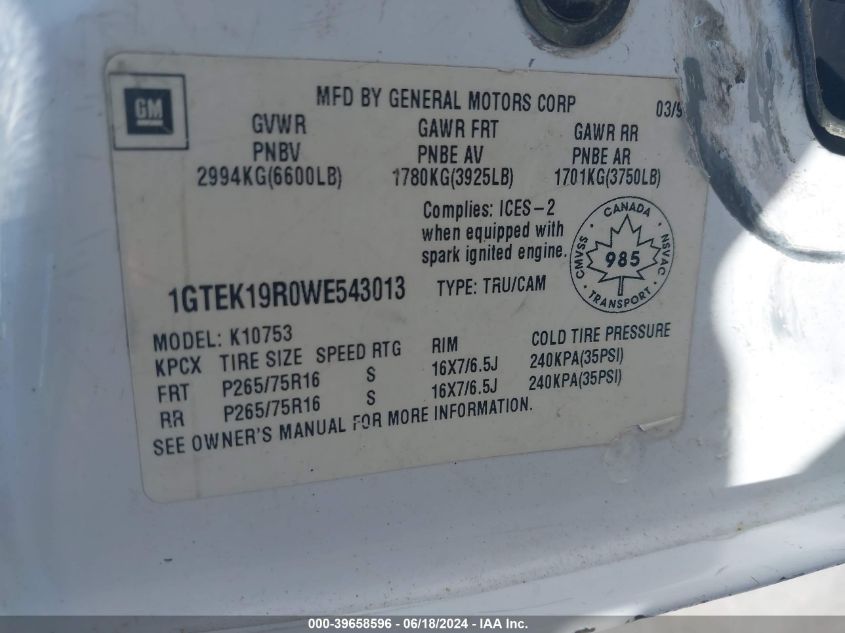 GM
MFD BY GENERAL MOTORS CORP 03/9
GVWR GAWR FRT GAWR RR
PNBV PNBE AV PNBE AR
2994KG(6600LB) 1780KG(3925LB) 1701KG(3750LB)
Complies: ICES-2
when equipped with
spark ignited engine.
CANADA
CMVSS 985 NSVAC
TRANSPORT
1GTEK19R0WE543013 TYPE: TRU/CAM
MODEL: K10753
KPCX TIRE SIZE SPEED RTG RIM COLD TIRE PRESSURE
FRT P265/75R16 S 16X7/6.5J 240KPA(35PSI)
RR P265/75R16 S 16X7/6.5J 240KPA(35PSI)
SEE OWNER'S MANUAL FOR MORE INFORMATION.
000-39658596 - 06/18/2024 - IAA Inc.